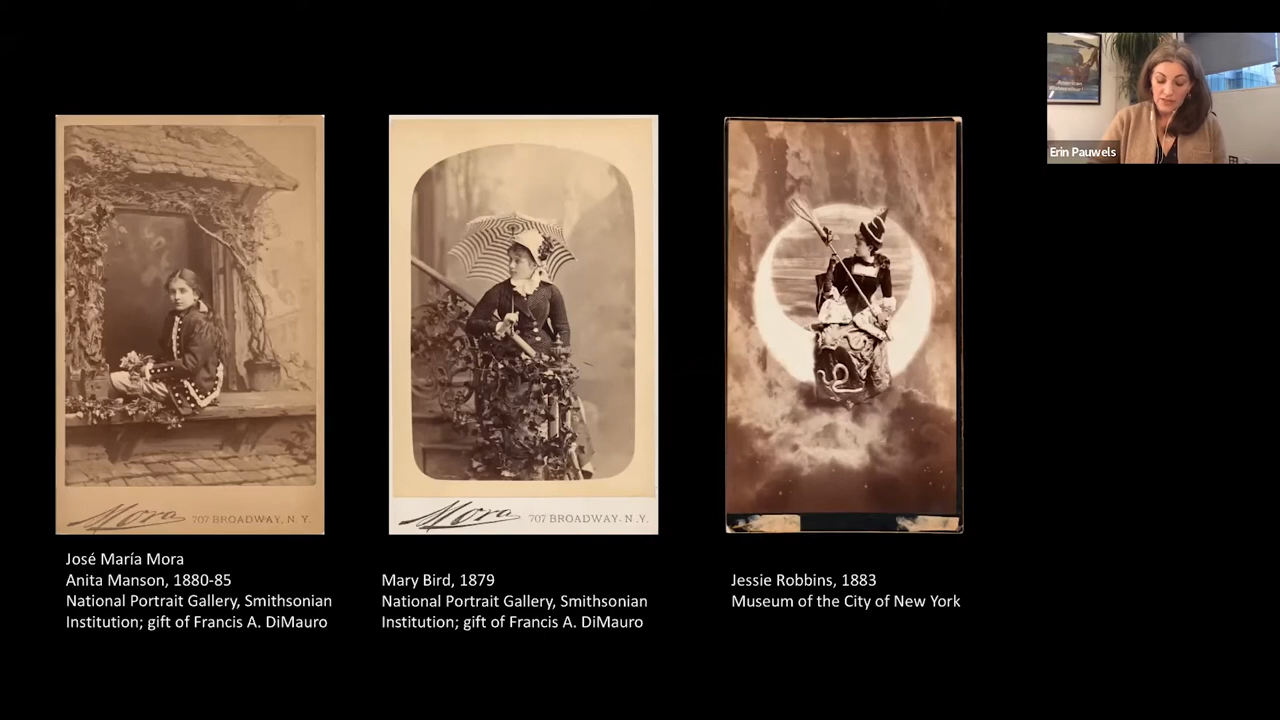 Erin Pauwels
Mora
707 BROADWAY, N. Y.
Mora
707 BROADWAY. N.Y.
José María Mora
Anita Manson, 1880-85
National Portrait Gallery, Smithsonian
Institution; gift of Francis A. DiMauro
Mary Bird, 1879
National Portrait Gallery, Smithsonian
Institution; gift of Francis A. DiMauro
Jessie Robbins, 1883
Museum of the City of New York